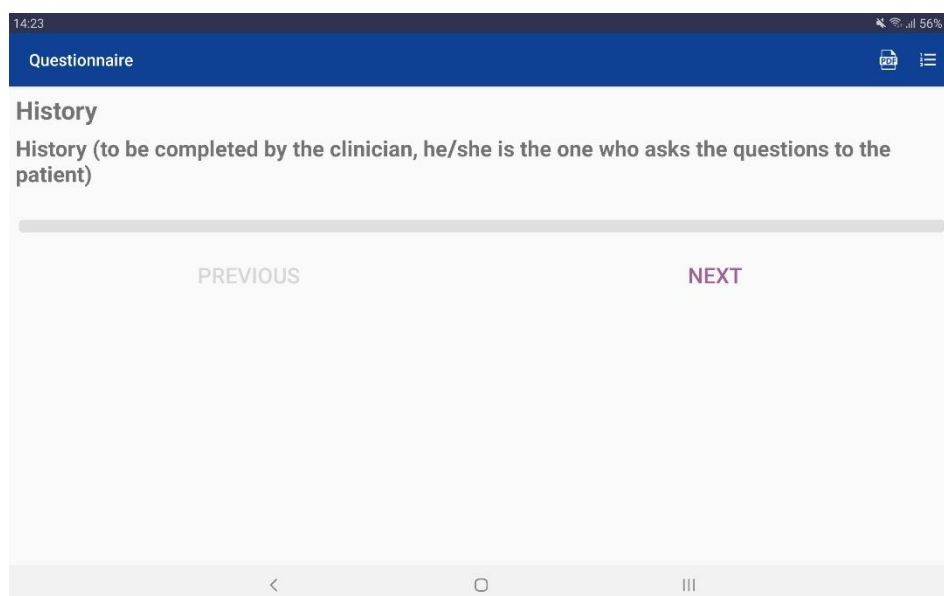 14:23 56%
Questionnaire PDF
History
History (to be completed by the clinician, he/she is the one who asks the questions to the
patient)
PREVIOUS NEXT